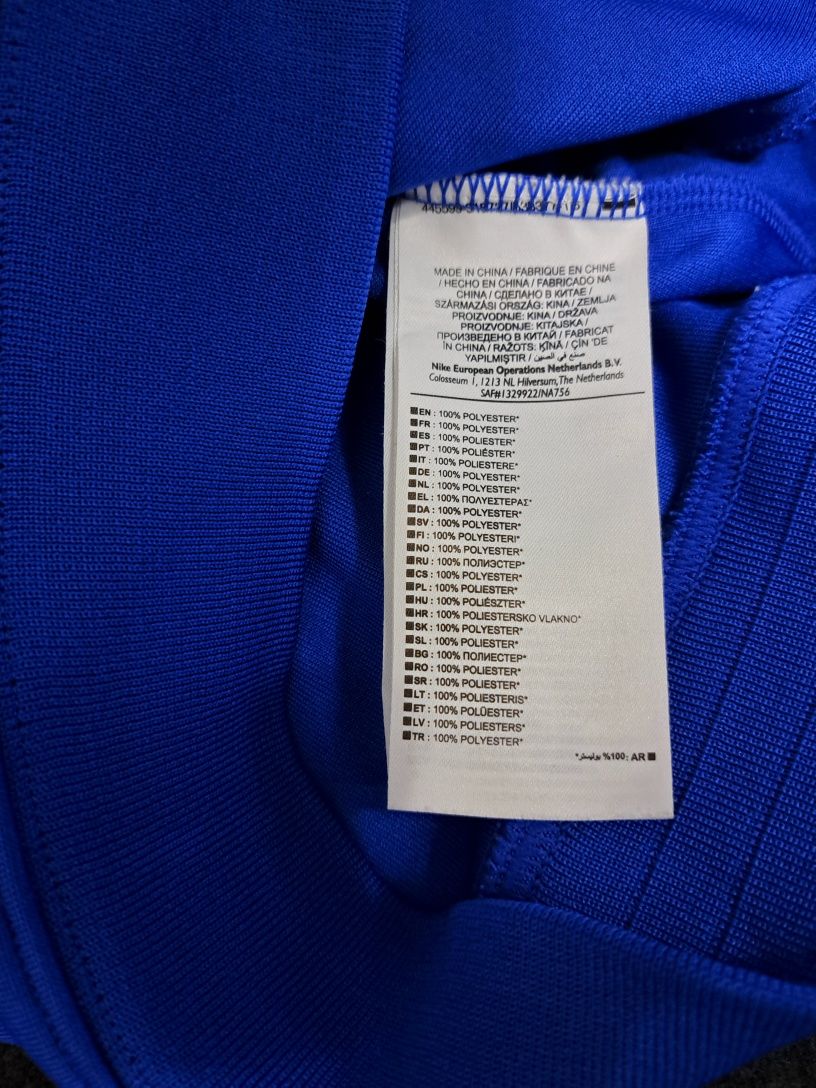 MADE IN CHINA / FABRIQUE EN CHINE
/ HECHO EN CHINA / FABRICADO NA
CHINA / СДЕЛАНО В КИТАЕ /
SZÁRMAZÁSI ORSZÁG: KINA / ZEMLJA
PROIZVODNJE: KINA / DRŽAVA
PROIZVODNJE: KITAJSKA /
ПРОИЗВЕДЕНО В КИТАЙ / FABRICAT
ÎN CHINA / RAŽOTS: ĶĪNĀ / ÇİN 'DE
YAPILMIŞTIR / صنع في الصين
Nike European Operations Netherlands B.V.
Colosseum 1, 1213 NL Hilversum, The Netherlands
SAF#1329922/NA756
EN : 100% POLYESTER*
FR : 100% POLYESTER*
ES : 100% POLIESTER*
PT : 100% POLIÉSTER*
IT : 100% POLIESTERE*
DE : 100% POLYESTER*
NL : 100% POLYESTER*
EL : 100% ΠΟΛΥΕΣΤΕΡΑΣ*
DA : 100% POLYESTER*
SV : 100% POLYESTER*
FI : 100% POLYESTERI*
NO : 100% POLYESTER*
RU : 100% ПОЛИЭСТЕР*
CS : 100% POLYESTER*
PL : 100% POLIESTER*
HU : 100% POLIÉSZTER*
HR : 100% POLIESTERSKO VLAKNO*
SK : 100% POLYESTER*
SL : 100% POLIESTER*
BG : 100% ПОЛИЕСТЕР*
RO : 100% POLIESTER*
SR : 100% POLIESTER*
LT : 100% POLIESTERIS*
ET : 100% POLÜESTER*
LV : 100% POLIESTERS*
TR : 100% POLYESTER*
AR :100% بوليستر*